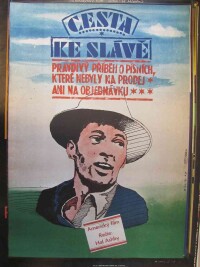 CESTA
KE SLÁVĚ
PRAVDIVÝ PŘÍBĚH O PÍSNÍCH,
KTERÉ NEBYLY NA PRODEJ
ANI NA OBJEDNÁVKU ***
Americký film
Režie:
Hal Ashby